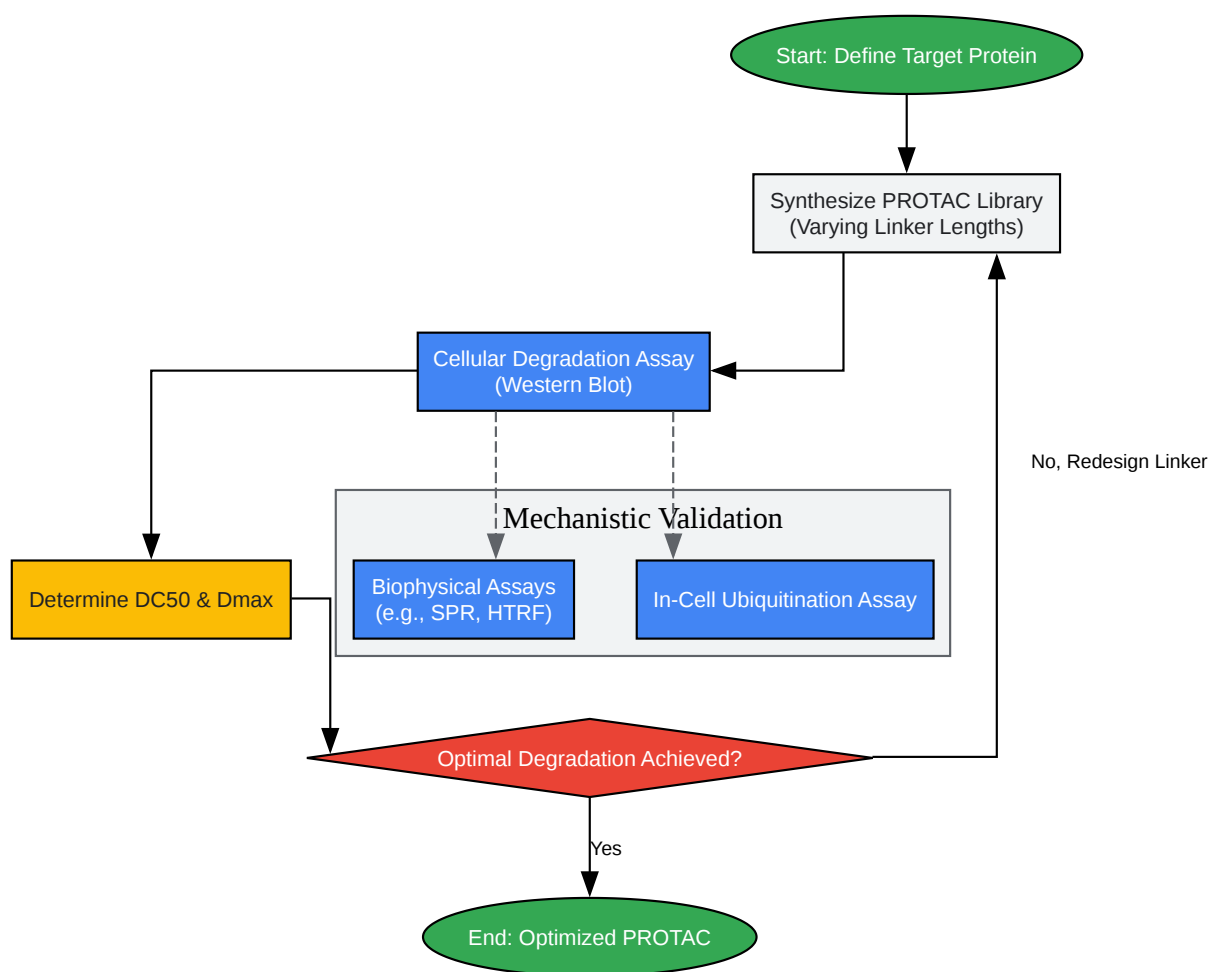 Start: Define Target Protein
Synthesize PROTAC Library
(Varying Linker Lengths)
Cellular Degradation Assay
(Western Blot)
No, Redesign Linker
Mechanistic Validation
Determine DC50 & Dmax
Biophysical Assays
(e.g., SPR, HTRF)
In-Cell Ubiquitination Assay
Optimal Degradation Achieved?
Yes
End: Optimized PROTAC